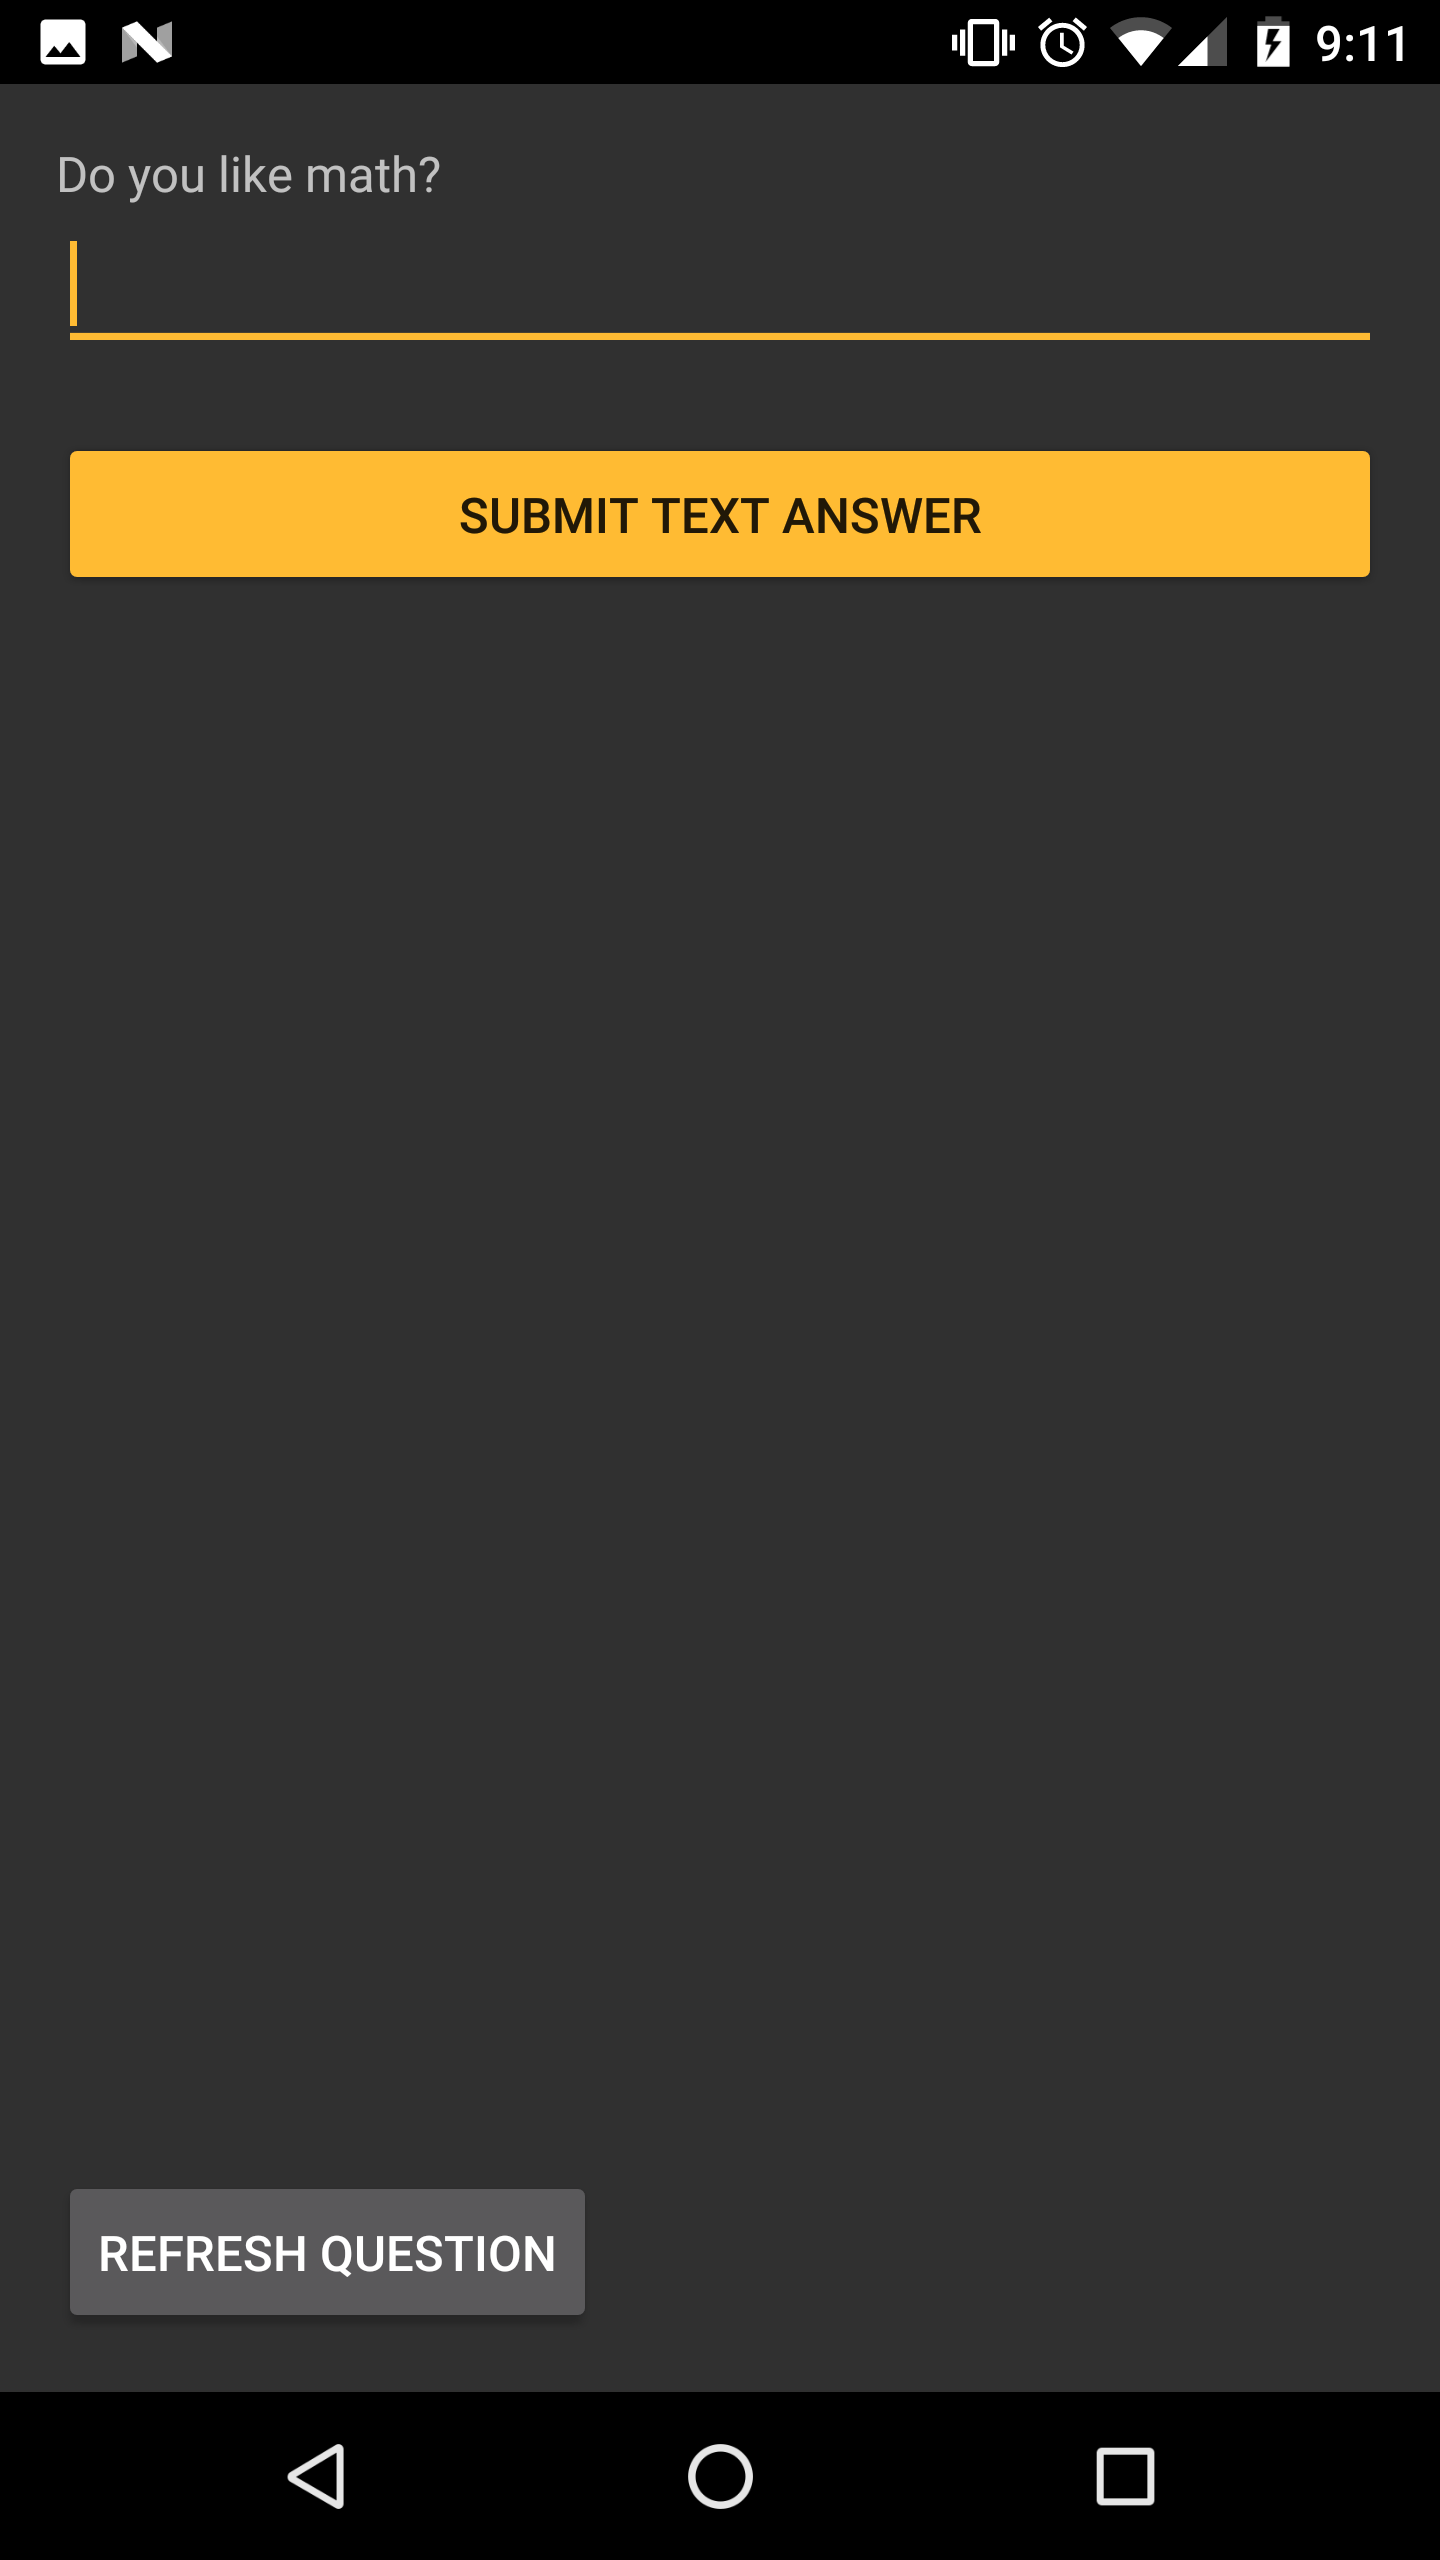 9:11
Do you like math?
SUBMIT TEXT ANSWER
REFRESH QUESTION